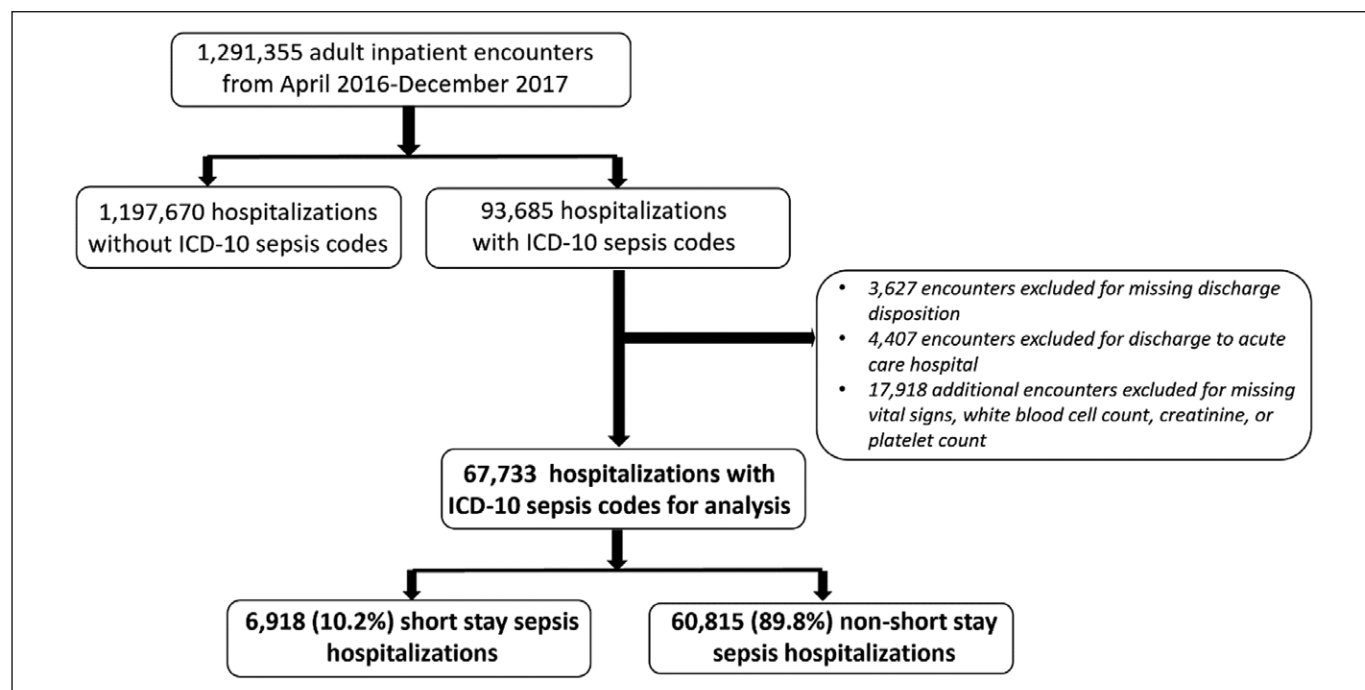 1,291,355 adult inpatient encounters
from April 2016-December 2017
1,197,670 hospitalizations
without ICD-10 sepsis codes
93,685 hospitalizations
with ICD-10 sepsis codes
• 3,627 encounters excluded for missing discharge
disposition
• 4,407 encounters excluded for discharge to acute
care hospital
• 17,918 additional encounters excluded for missing
vital signs, white blood cell count, creatinine, or
platelet count
67,733 hospitalizations with
ICD-10 sepsis codes for analysis
6,918 (10.2%) short stay sepsis
hospitalizations
60,815 (89.8%) non-short stay
sepsis hospitalizations